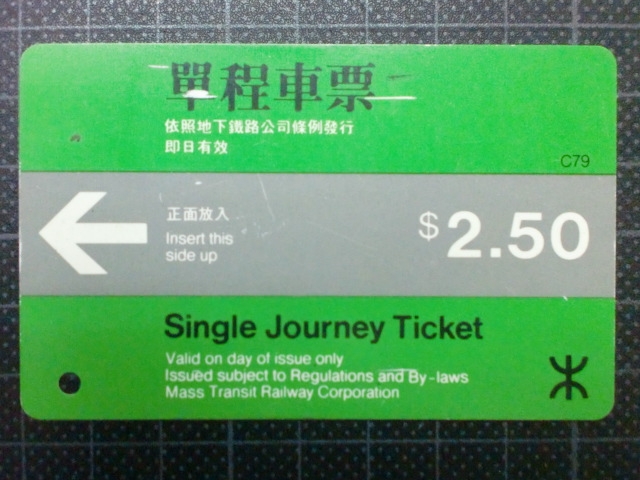 單程車票
依照地下鐵路公司條例發行
即日有效
C79
正面放入
Insert this
side up
$2.50
Single Journey Ticket
Valid on day of issue only
Issued subject to Regulations and By-laws
Mass Transit Railway Corporation